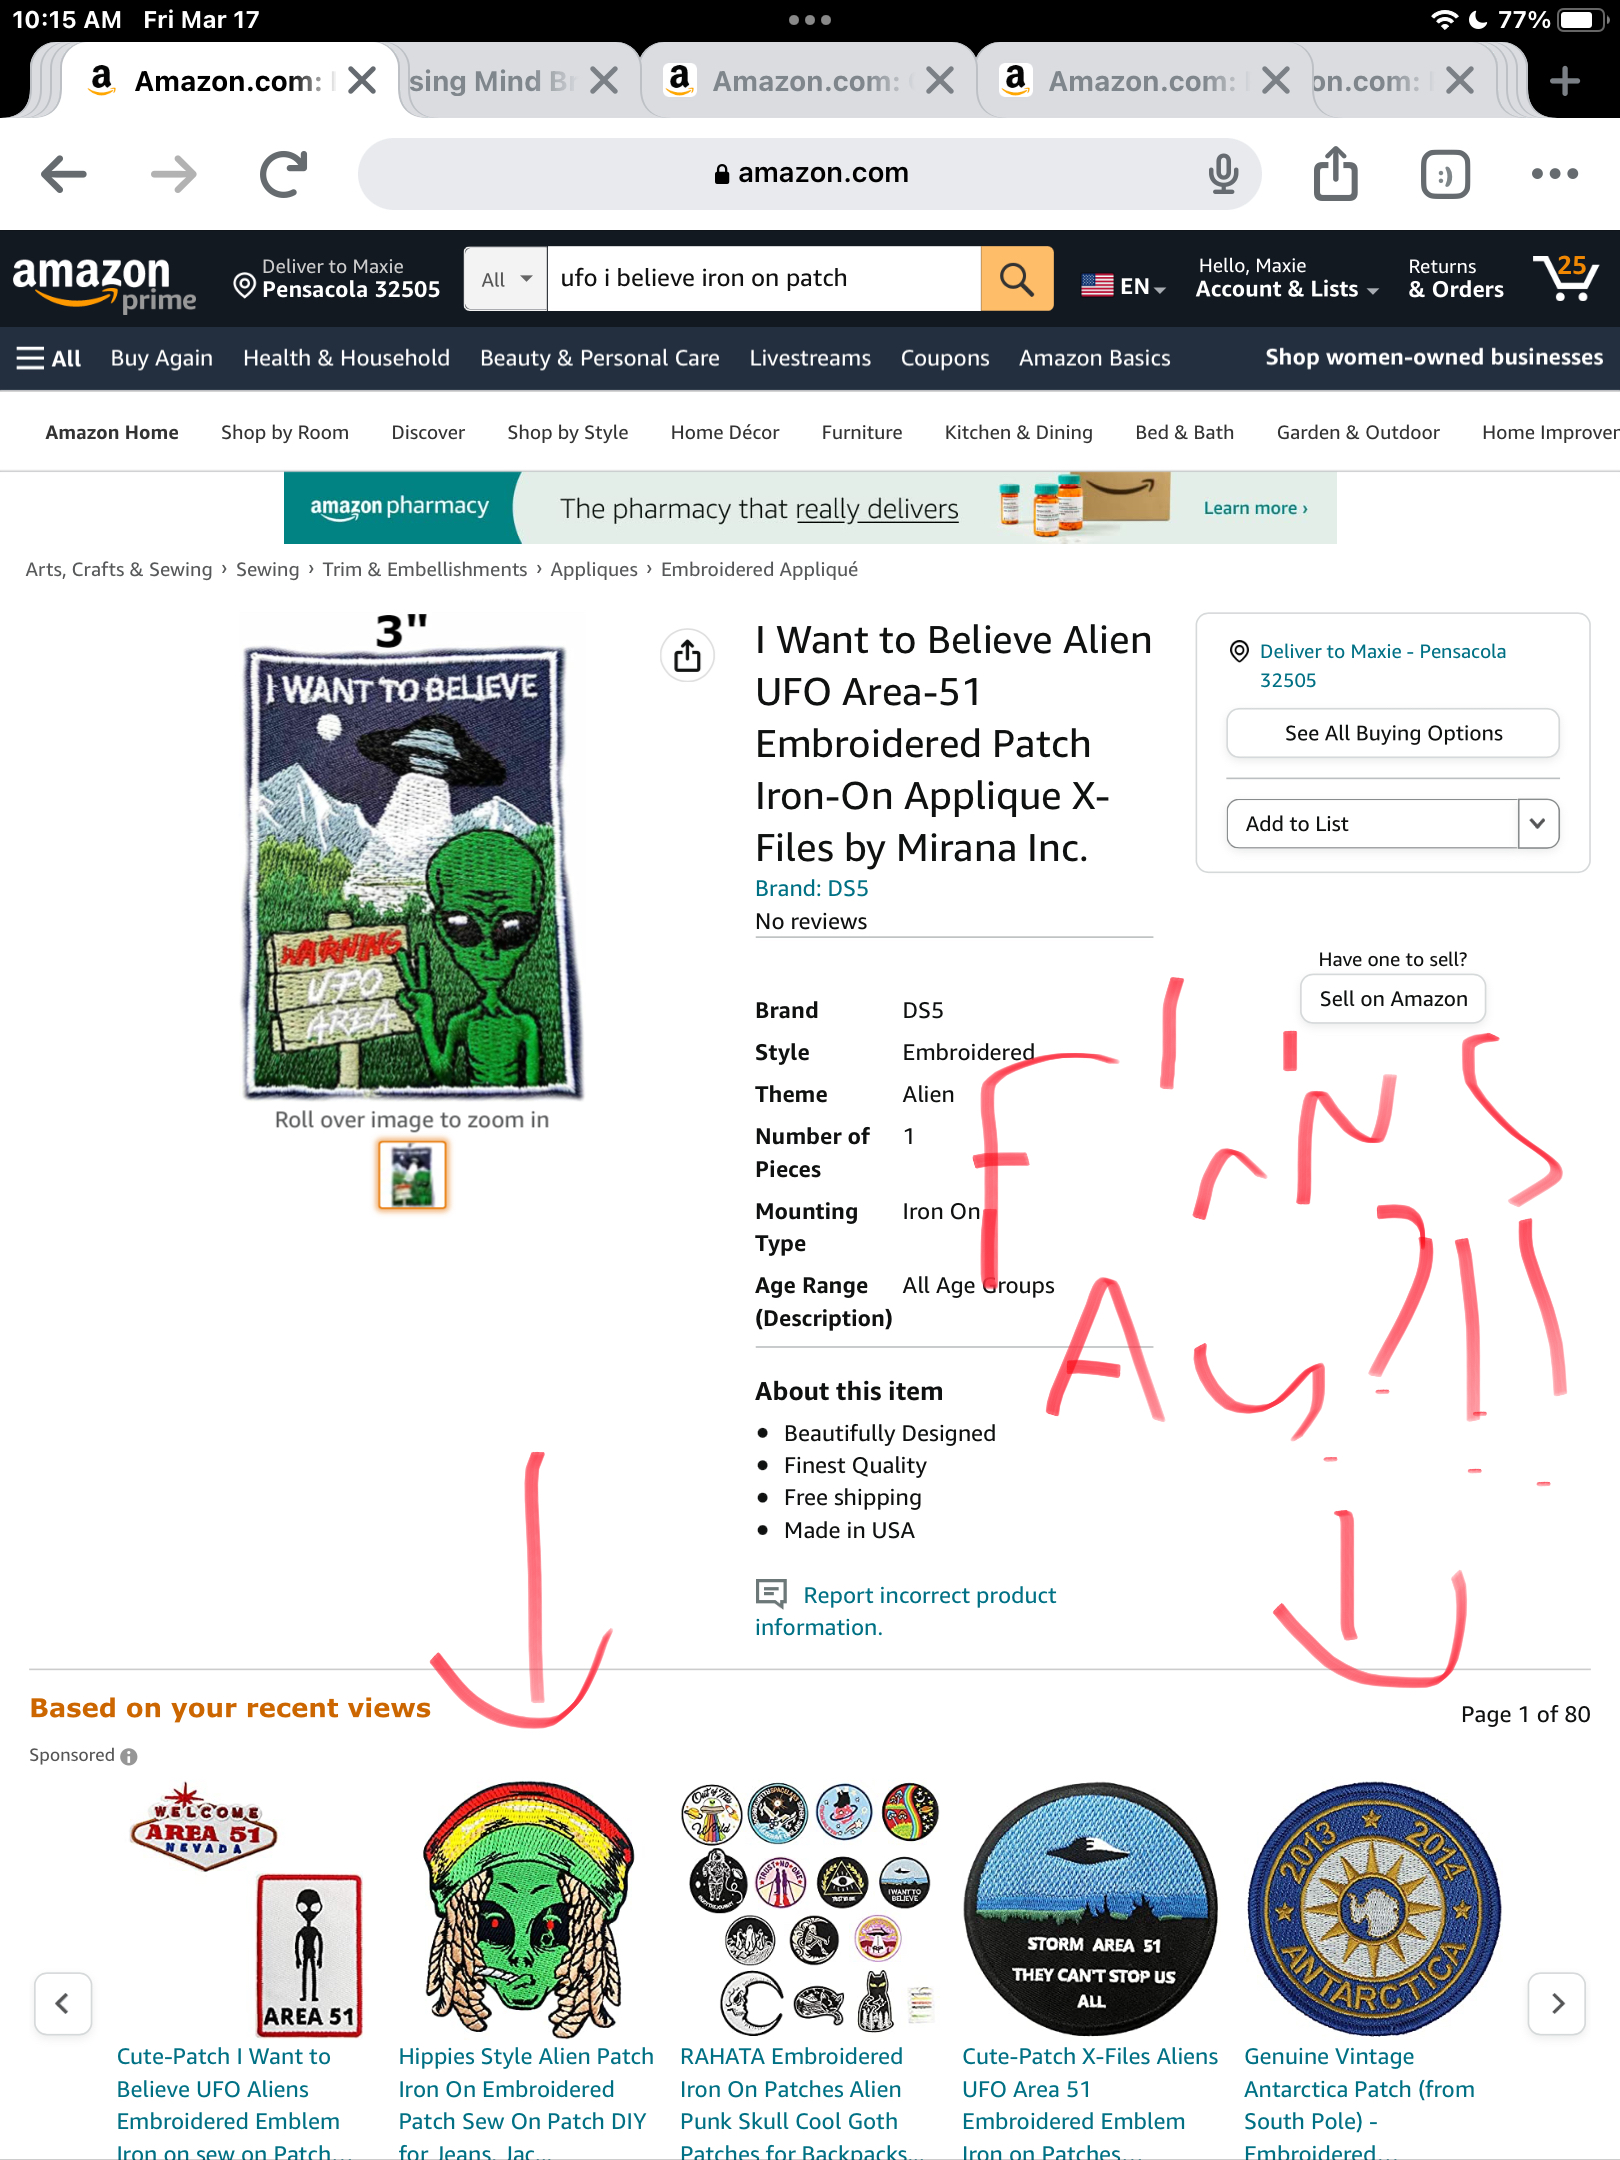 10:15 AM Fri Mar 17
77%
Amazon.com:
sing Mind Br
Amazon.com:
Amazon.com:
on.com:
amazon.com
amazon prime
Deliver to Maxie
Pensacola 32505
All
ufo i believe iron on patch
EN
Hello, Maxie
Account & Lists
Returns
& Orders
25
All Buy Again Health & Household Beauty & Personal Care Livestreams Coupons Amazon Basics Shop women-owned businesses
Amazon Home Shop by Room Discover Shop by Style Home Décor Furniture Kitchen & Dining Bed & Bath Garden & Outdoor Home Improver
amazon pharmacy The pharmacy that really delivers Learn more ›
Arts, Crafts & Sewing › Sewing › Trim & Embellishments › Appliques › Embroidered Appliqué
3"
I WANT TO BELIEVE
WARNING
UFO
AREA
Roll over image to zoom in
I Want to Believe Alien
UFO Area-51
Embroidered Patch
Iron-On Applique X-
Files by Mirana Inc.
Brand: DS5
No reviews
Brand DS5
Style Embroidered
Theme Alien
Number of Pieces 1
Mounting Type Iron On
Age Range (Description) All Age Groups
About this item
Beautifully Designed
Finest Quality
Free shipping
Made in USA
Report incorrect product
information.
Deliver to Maxie - Pensacola
32505
See All Buying Options
Add to List
Have one to sell?
Sell on Amazon
Based on your recent views
Page 1 of 80
Sponsored
WELCOME
AREA 51
NEVADA
AREA 51
Out of This
World
TRUST NO ONE
I WANT TO
BELIEVE
STORM AREA 51
THEY CAN'T STOP US
ALL
2013 2014
ANTARCTICA
Cute-Patch I Want to
Believe UFO Aliens
Embroidered Emblem
Iron on sew on Patch...
Hippies Style Alien Patch
Iron On Embroidered
Patch Sew On Patch DIY
for Jeans, Jac...
RAHATA Embroidered
Iron On Patches Alien
Punk Skull Cool Goth
Patches for Backpacks...
Cute-Patch X-Files Aliens
UFO Area 51
Embroidered Emblem
Iron on Patches...
Genuine Vintage
Antarctica Patch (from
South Pole) -
Embroidered...